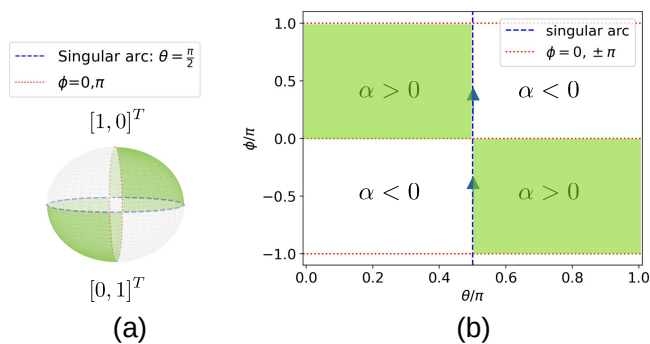 Singular arc: θ = π/2
ϕ=0,π
[1, 0]^T
[0, 1]^T
(a)
singular arc
ϕ = 0, ± π
α > 0
α < 0
α < 0
α > 0
ϕ/π
1.0
0.5
0.0
−0.5
−1.0
0.0 0.2 0.4 0.6 0.8 1.0
θ/π
(b)